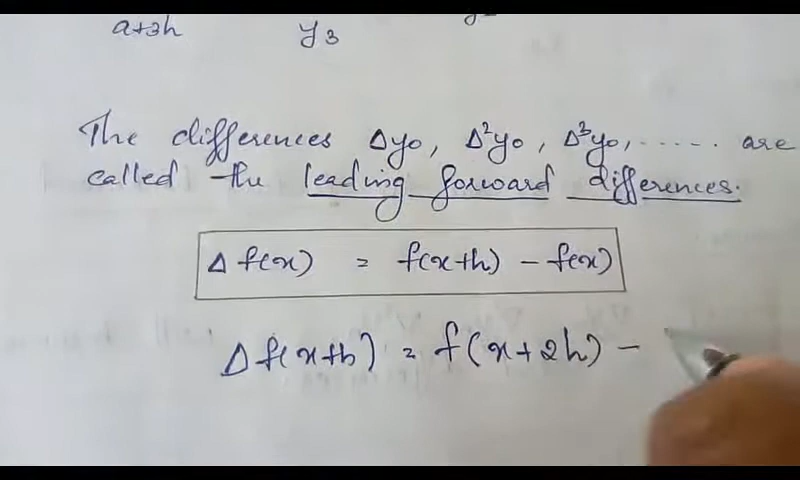 a+3h y3
The differences Δy0, Δ²y0, Δ³y0, ...... are
called the leading forward differences.
Δ f(x) = f(x+h) - f(x)
Δ f(x+h) = f(x+2h) -